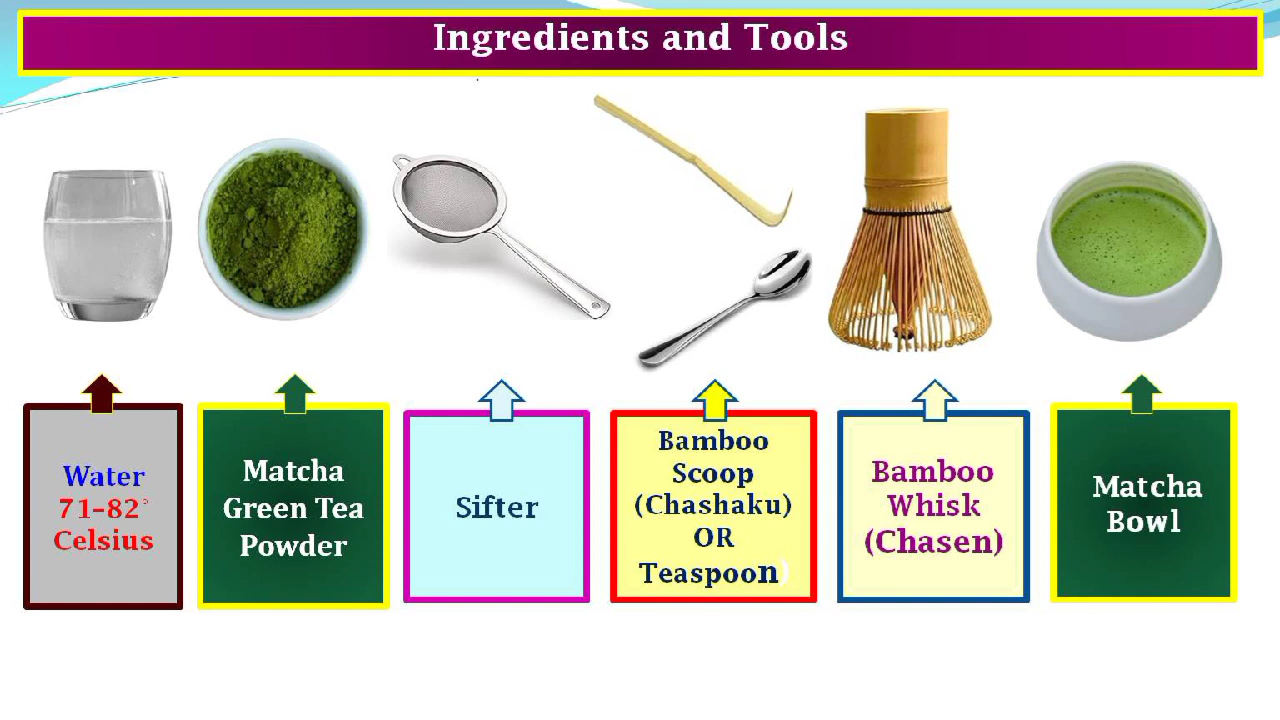 Ingredients and Tools
Water
71-82°
Celsius
Matcha
Green Tea
Powder
Sifter
Bamboo
Scoop
(Chashaku)
OR
Teaspoon)
Bamboo
Whisk
(Chasen)
Matcha
Bowl